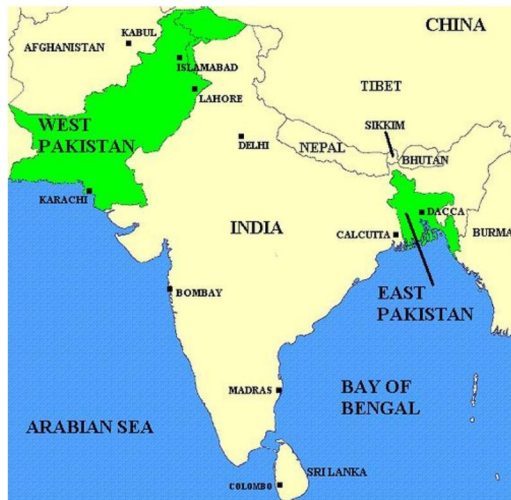 CHINA
KABUL
AFGHANISTAN
ISLAMABAD
TIBET
LAHORE
WEST
PAKISTAN
SIKKIM
DELHI
NEPAL
BHUTAN
KARACHI
DACCA
INDIA
CALCUTTA
BURMA
BOMBAY
EAST
PAKISTAN
MADRAS
BAY OF
BENGAL
ARABIAN SEA
SRI LANKA
COLOMBO